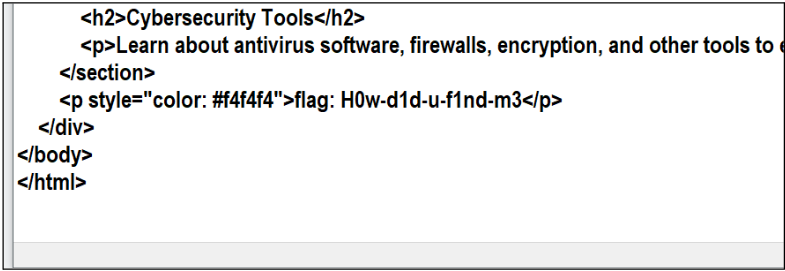 <h2>Cybersecurity Tools</h2>
<p>Learn about antivirus software, firewalls, encryption, and other tools to
</section>
<p style="color: #f4f4f4">flag: H0w-d1d-u-f1nd-m3</p>
</div>
</body>
</html>